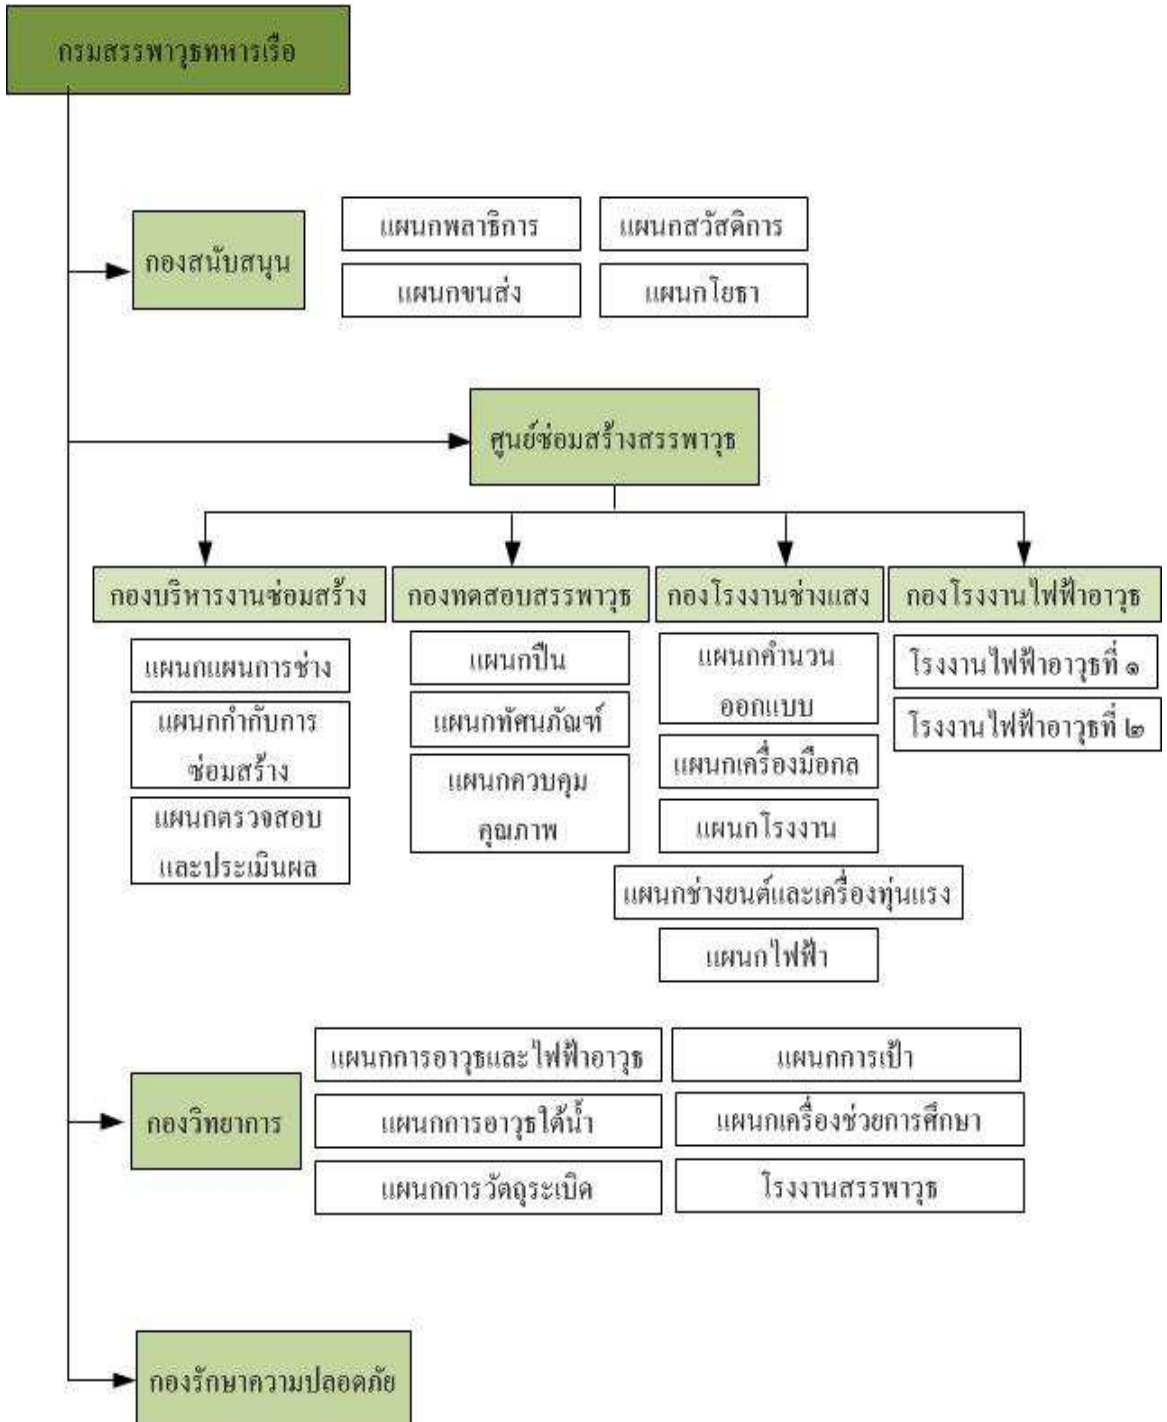 กรมสรรพาวุธทหารเรือ
กองสนับสนุน
แผนกพลาธิการ
แผนกสวัสดิการ
แผนกขนส่ง
แผนกโยธา
ศูนย์ซ่อมสร้างสรรพาวุธ
กองบริหารงานซ่อมสร้าง
แผนกแผนการช่าง
แผนกกำกับการ
ซ่อมสร้าง
แผนกตรวจสอบ
และประเมินผล
กองทดสอบสรรพาวุธ
แผนกปืน
แผนกทัศนภัณฑ์
แผนกควบคุม
คุณภาพ
กองโรงงานช่างแสง
แผนกคำนวน
ออกแบบ
แผนกเครื่องมือกล
แผนกโรงงาน
แผนกช่างยนต์และเครื่องทุ่นแรง
แผนกไฟฟ้า
กองโรงงานไฟฟ้าอาวุธ
โรงงานไฟฟ้าอาวุธที่ ๑
โรงงานไฟฟ้าอาวุธที่ ๒
กองวิทยาการ
แผนกการอาวุธและไฟฟ้าอาวุธ
แผนกการเป้า
แผนกการอาวุธใต้น้ำ
แผนกเครื่องช่วยการศึกษา
แผนกการวัตถุระเบิด
โรงงานสรรพาวุธ
กองรักษาความปลอดภัย